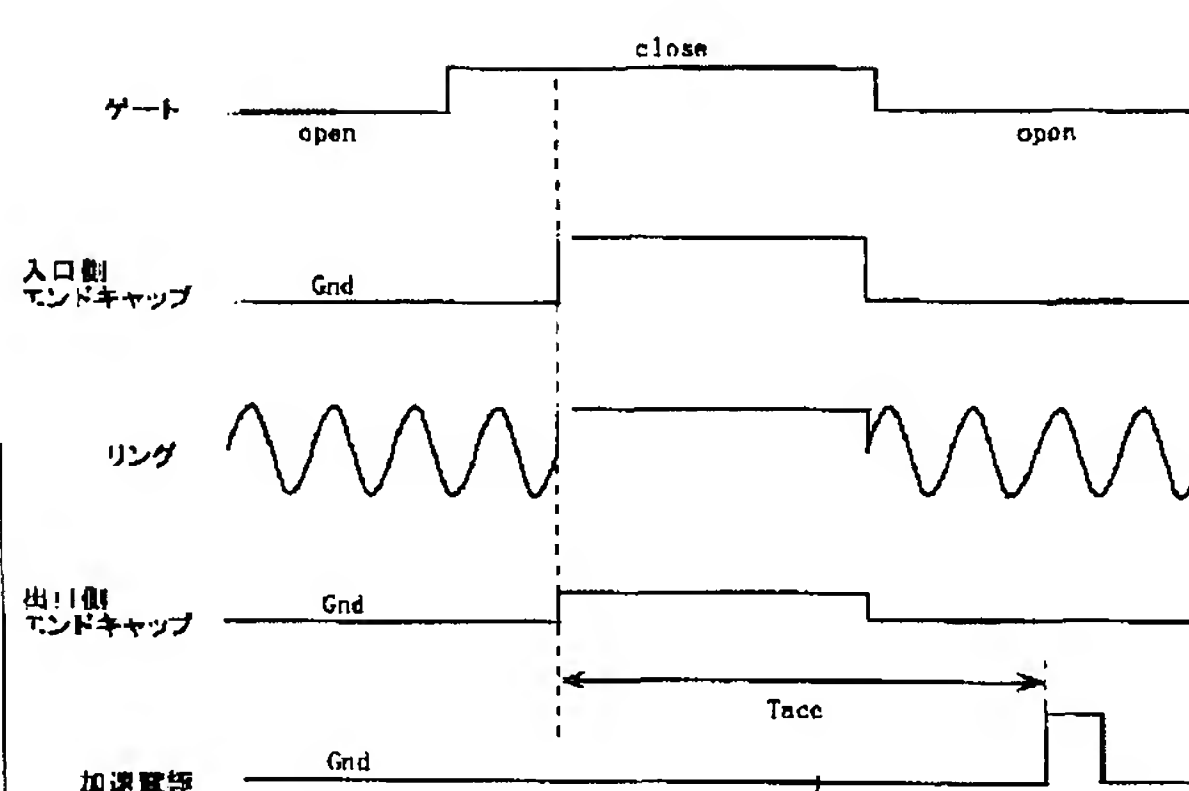 close
ゲート
open
open
入口側
エンドキャップ
Gnd
リング
出口側
エンドキャップ
Gnd
Tacc
Gnd
加速電極